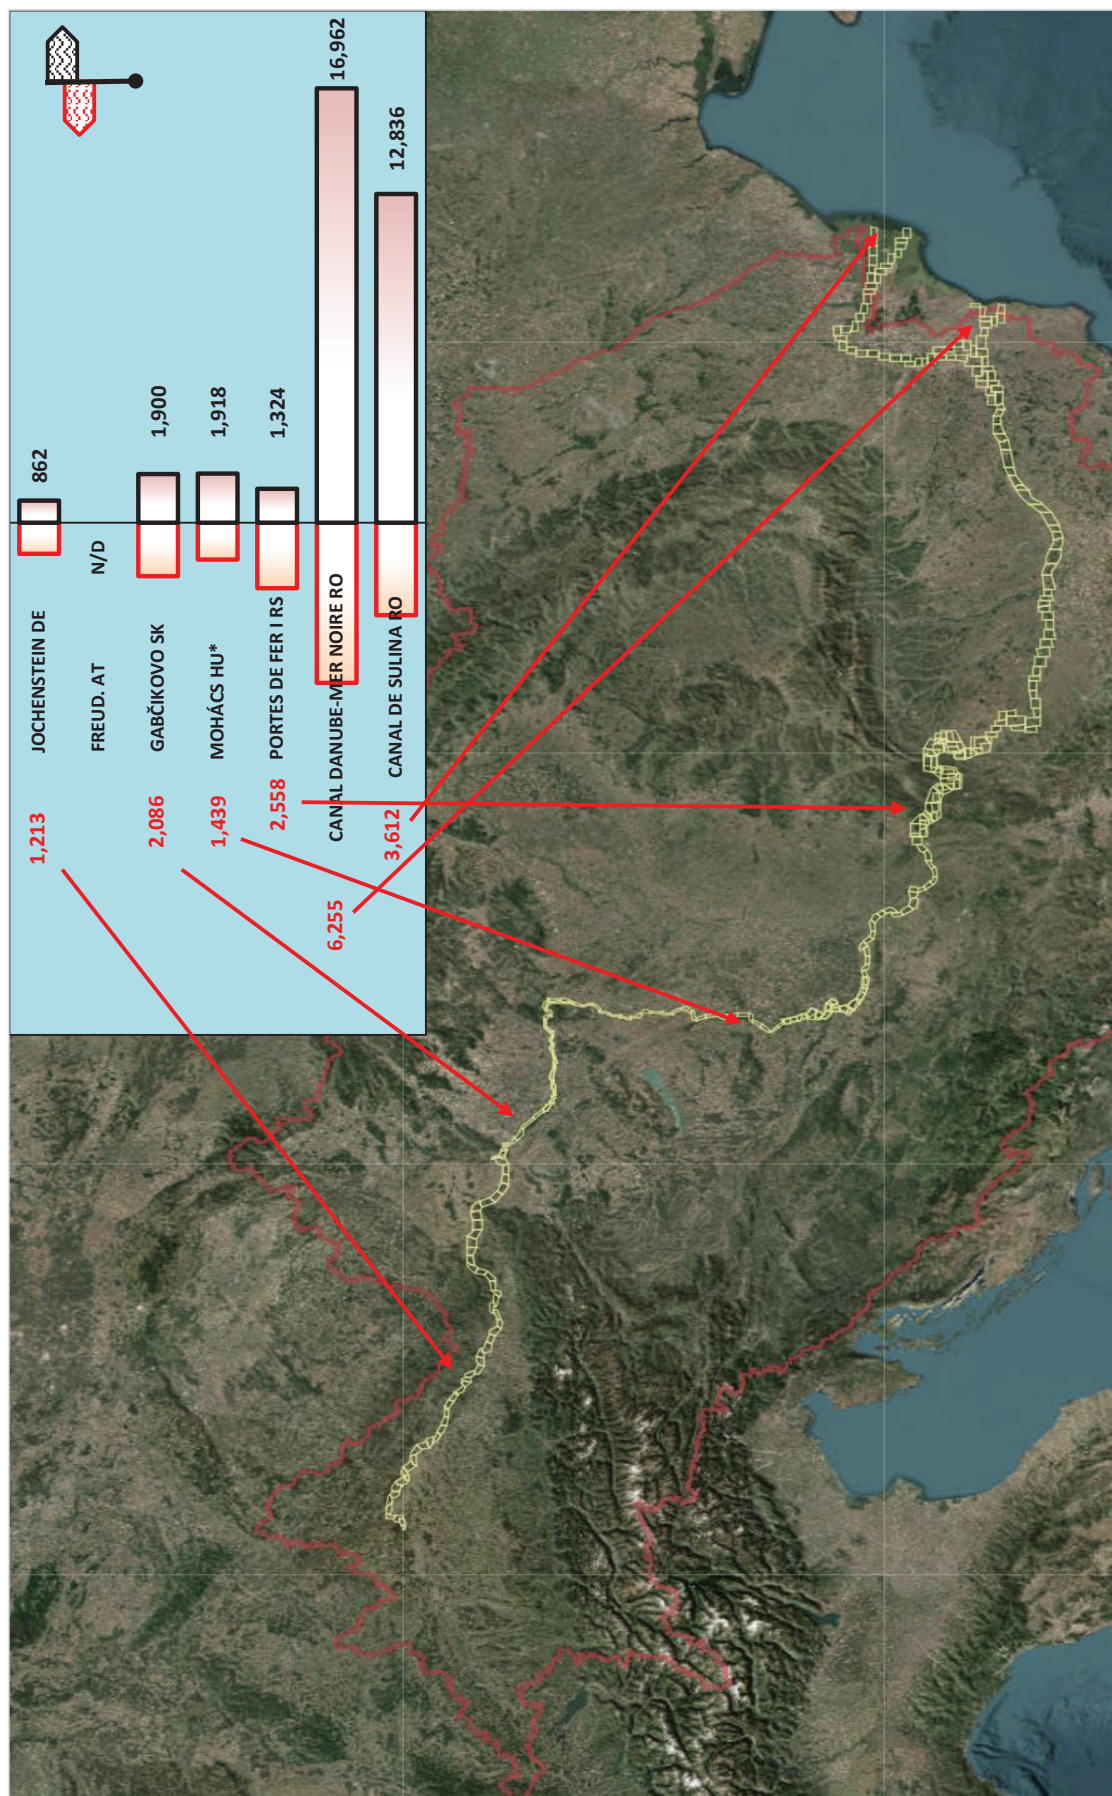 1,213 JOCHENSTEIN DE 862
FREUD. AT N/D
2,086 GABČIKOVO SK 1,900
1,439 MOHÁCS HU* 1,918
2,558 PORTES DE FER I RS 1,324
6,255 CANAL DANUBE-MER NOIRE RO 16,962
3,612 CANAL DE SULINA RO 12,836